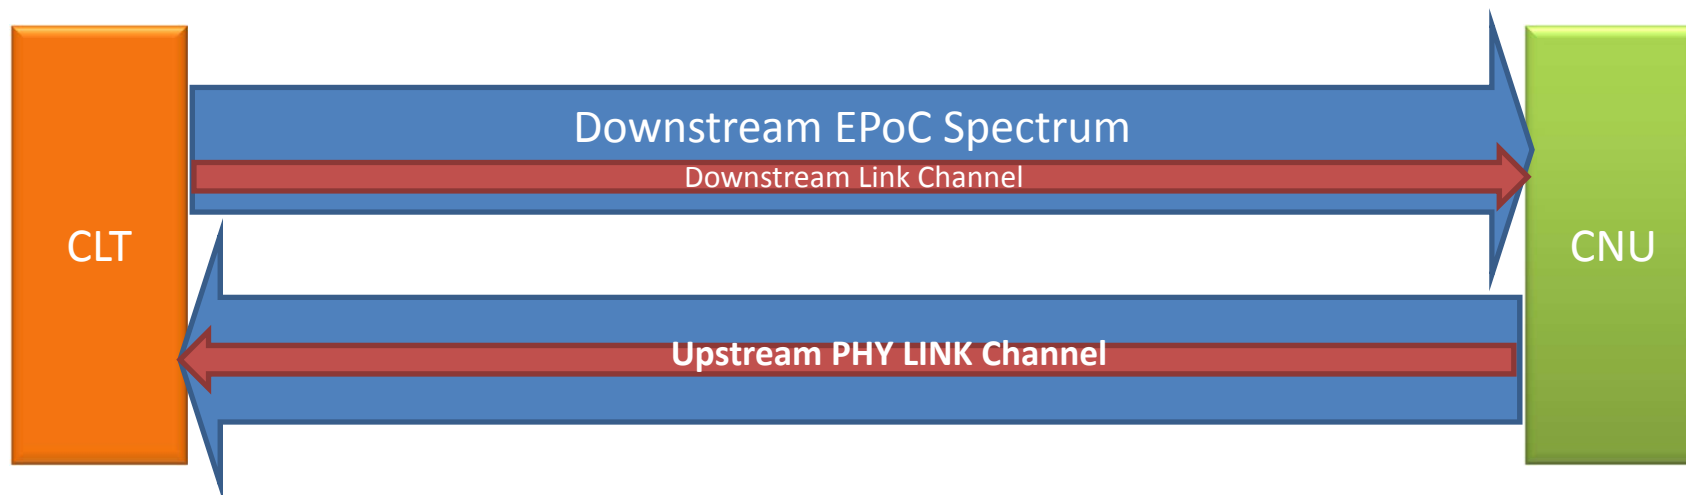 Downstream EPoC Spectrum
Downstream Link Channel
CLT
CNU
Upstream PHY LINK Channel